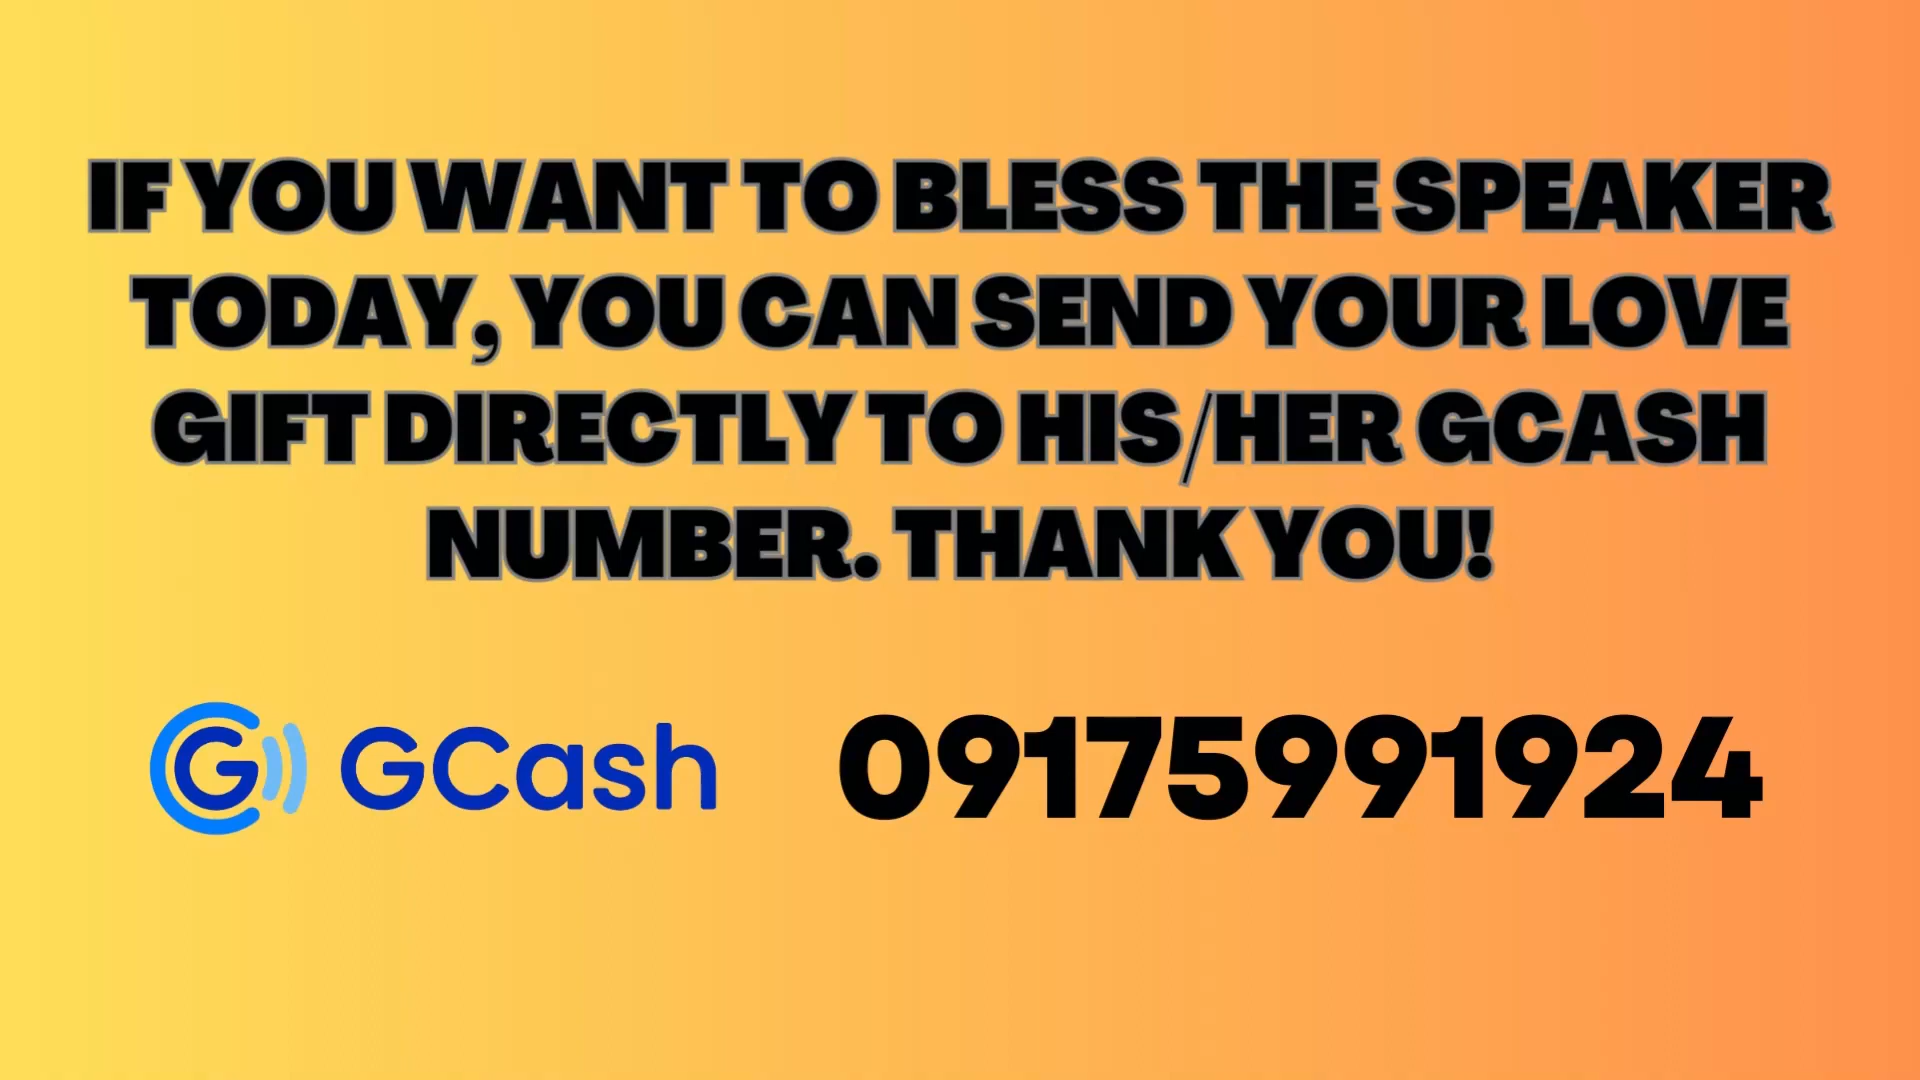 IF YOU WANT TO BLESS THE SPEAKER
TODAY, YOU CAN SEND YOUR LOVE
GIFT DIRECTLY TO HIS/HER GCASH
NUMBER. THANK YOU!
GCash 09175991924